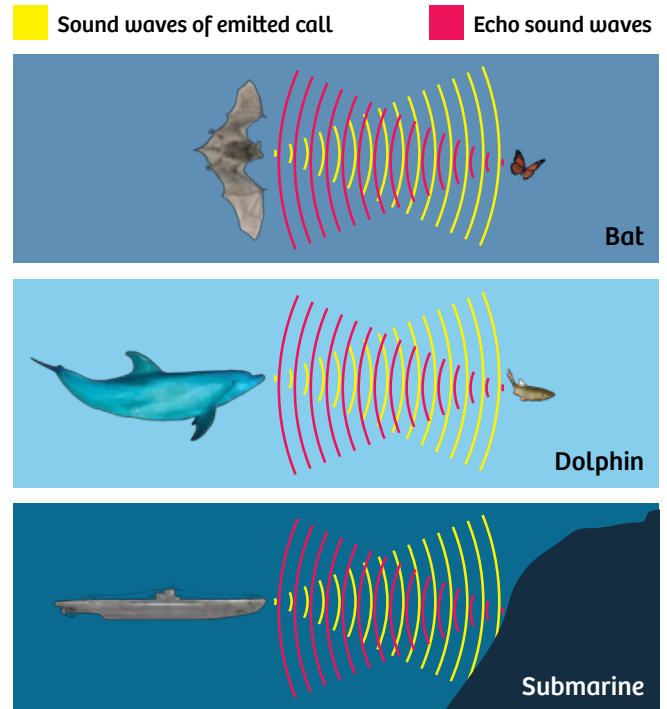 Sound waves of emitted call
Echo sound waves
Bat
Dolphin
Submarine